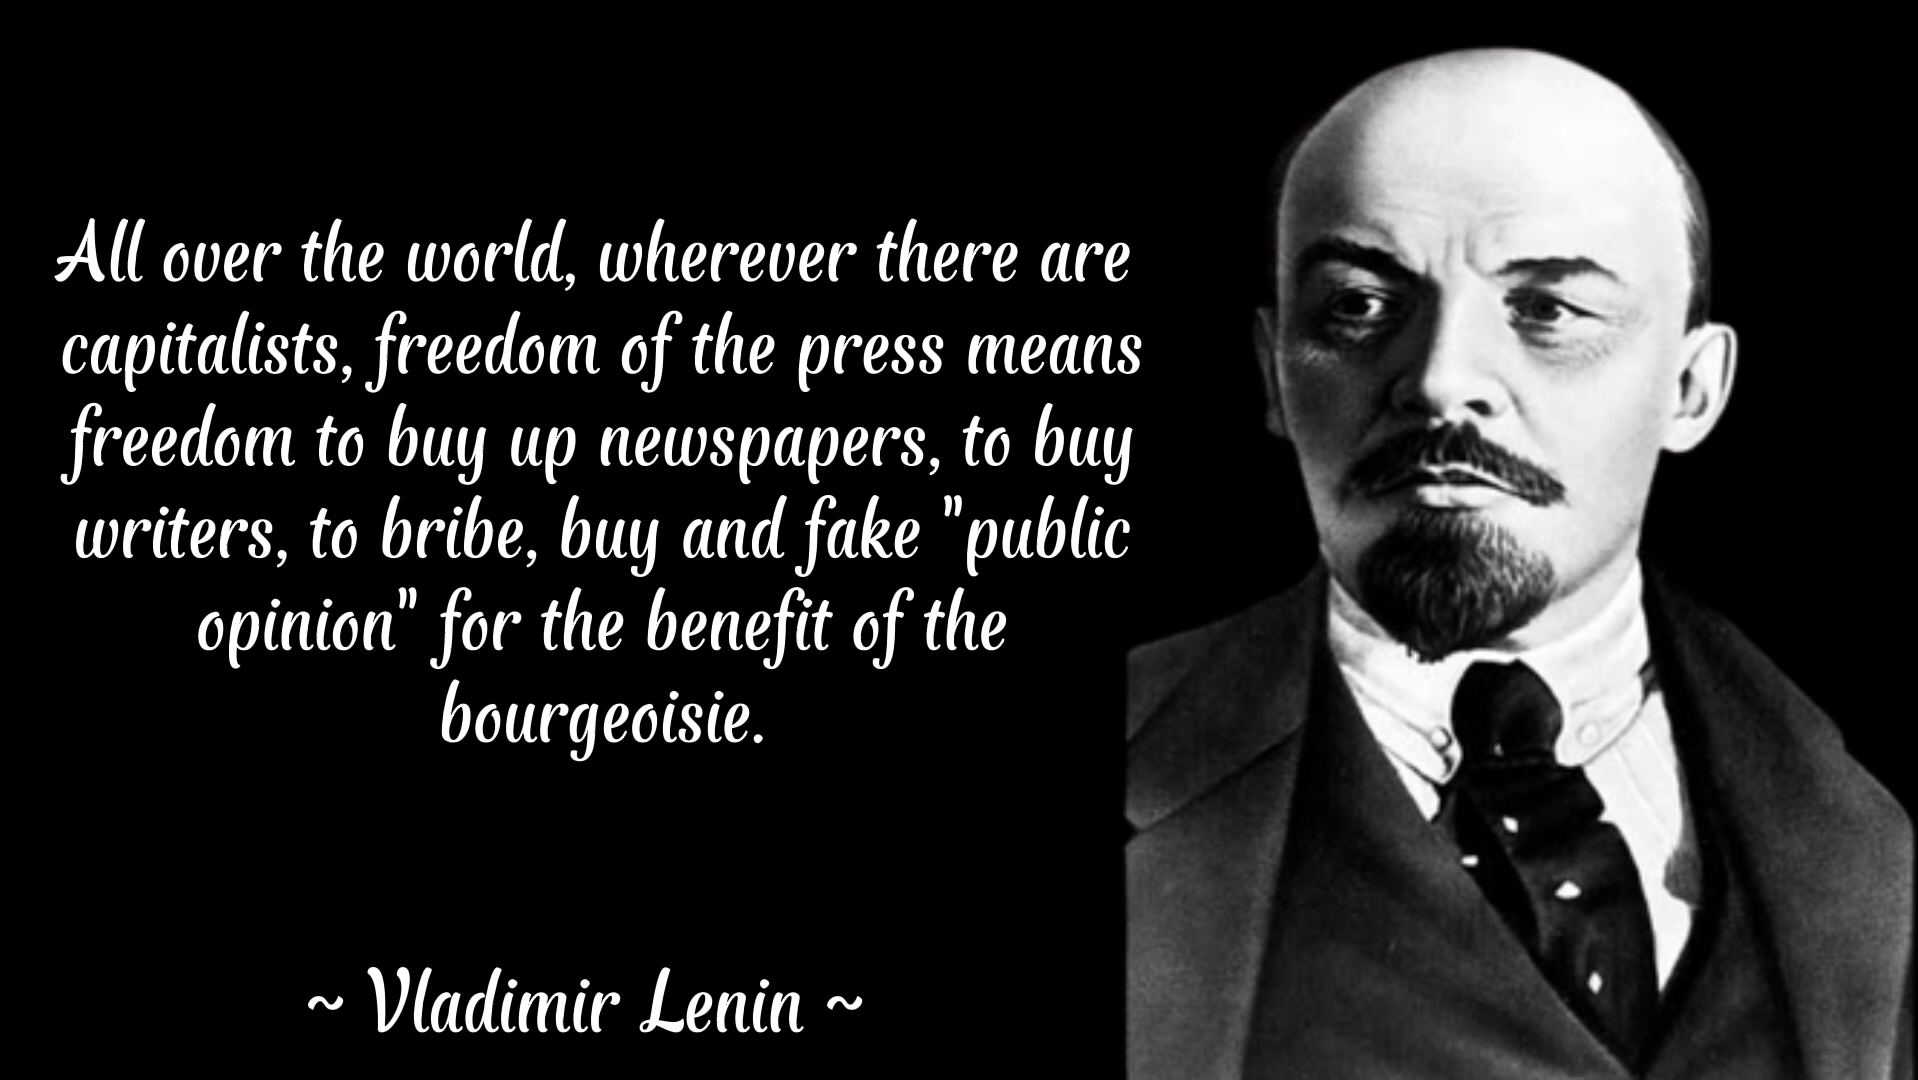 All over the world, wherever there are
capitalists, freedom of the press means
freedom to buy up newspapers, to buy
writers, to bribe, buy and fake "public
opinion" for the benefit of the
bourgeoisie.
~ Vladimir Lenin ~